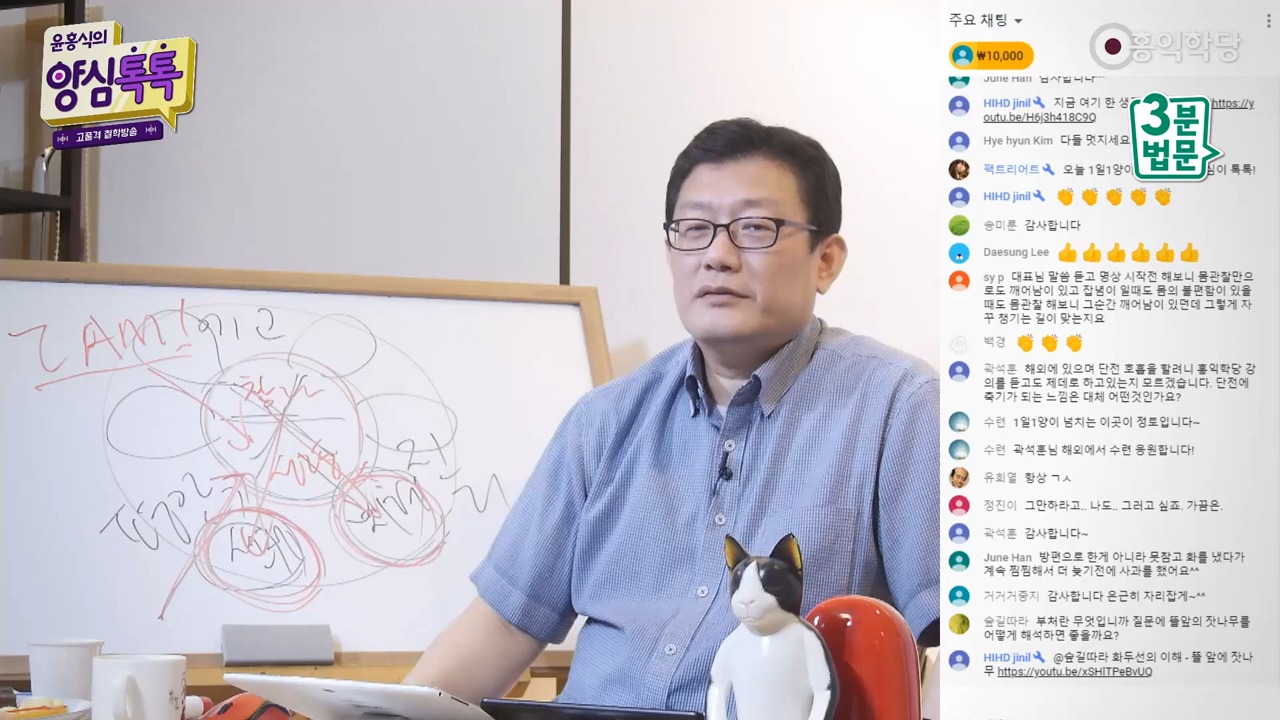 윤홍식의
양심톡톡
고품격 철학방송
I AM
에고
주요 채팅
홍익학당
₩10,000
3분
법문
June Han 감사합니다^^
HIHD jinil 지금 여기 한 https://y
outu.be/H6j3h418C9Q
Hye hyun Kim 다들 멋지세요
팩트리어트 오늘 1일1양이 심이 톡톡!
HIHD jinil 👏 👏 👏 👏 👏
송미룬 감사합니다
Daesung Lee 👍👍👍👍👍👍
sy p 대표님 말씀 듣고 명상 시작전 해보니 몸관찰만으
로도 깨어남이 있고 잡념이 일때도 몸의 불편함이 있을
때도 몸관찰 해보니 그순간 깨어남이 있던데 그렇게 자
꾸 챙기는 길이 맞는지요
백경 👏 👏 👏
곽석훈 해외에 있으며 단전 호흡을 할려니 홍익학당 강
의를 듣고도 제데로 하고있는지 모르겠습니다. 단전에
축기가 되는 느낌은 대체 어떤것인가요?
수련 1일1양이 넘치는 이곳이 정토입니다~
수련 곽석훈님 해외에서 수련 응원합니다!
유희열 항상 ㄱㅅ
정진이 그만하라고.. 나도.. 그러고 싶죠. 가끔은.
곽석훈 감사합니다~
June Han 방편으로 한게 아니라 못참고 화를 냈다가
계속 찜찜해서 더 늦기전에 사과를 했어요^^
거거거중지 감사합니다 은근히 자리잡게~^^
숲길따라 부처란 무엇입니까 질문에 뜰앞의 잣나무를
어떻게 해석하면 좋을까요?
HIHD jinil @숲길따라 화두선의 이해 - 뜰 앞에 잣나
무 https://youtu.be/xSHlTPeBvUQ